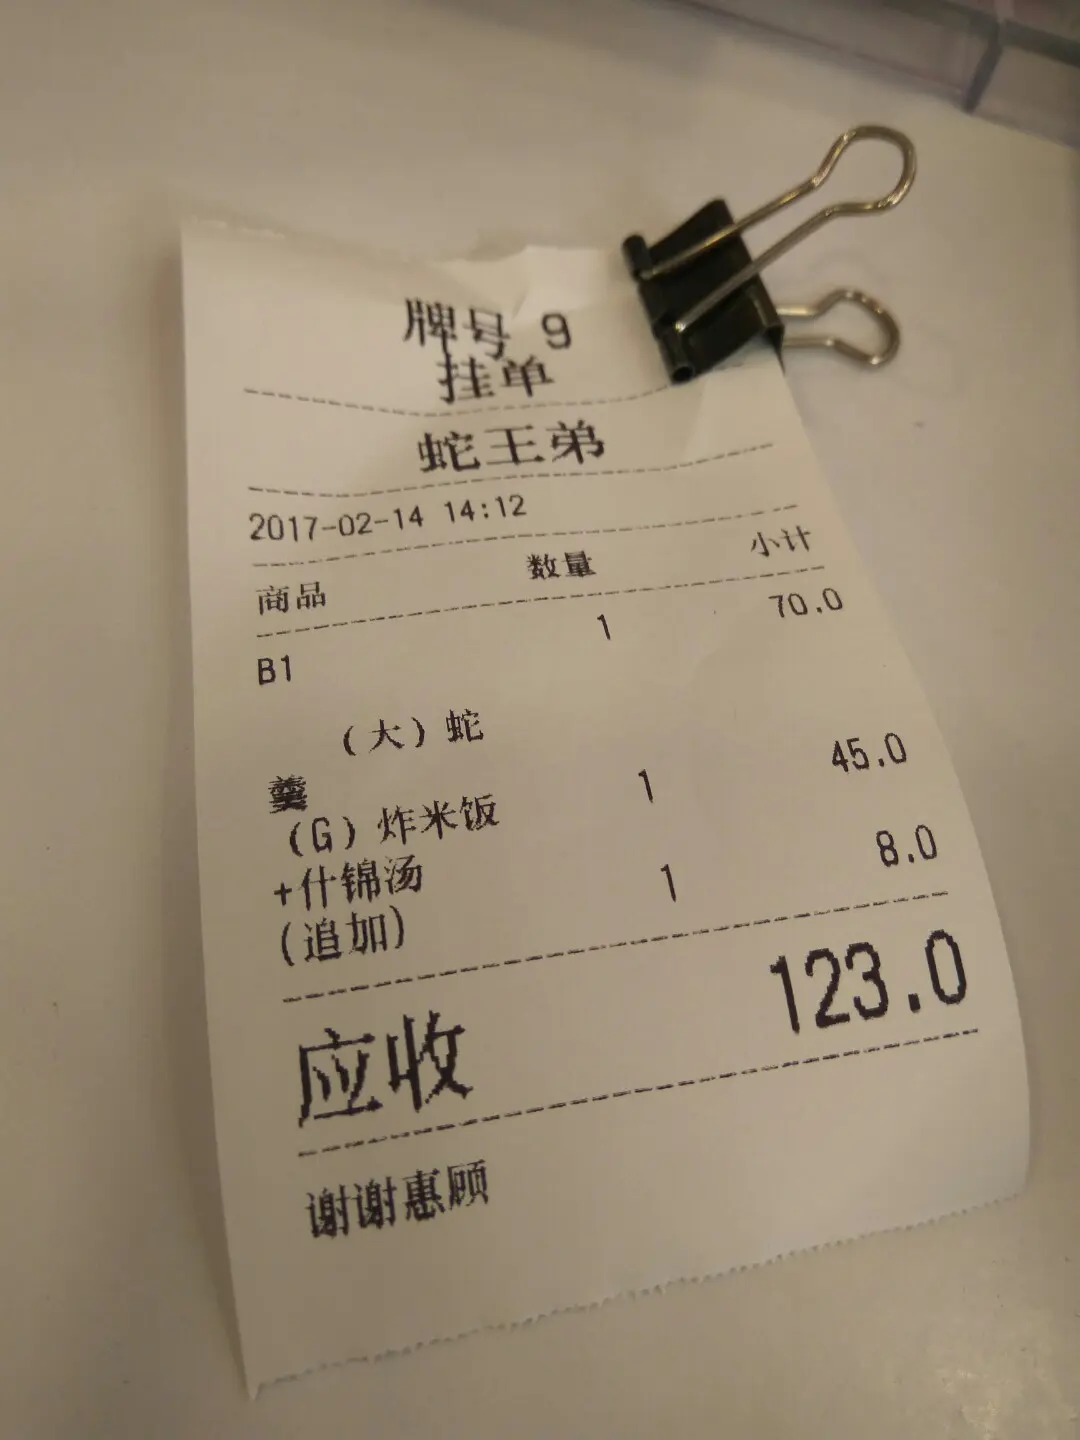 牌号 9
挂单
蛇王弟
2017-02-14 14:12
商品 数量 小计
B1 1 70.0
(大)蛇
羹
(G)炸米饭 1 45.0
+什锦汤
(追加) 1 8.0
应收 123.0
谢谢惠顾